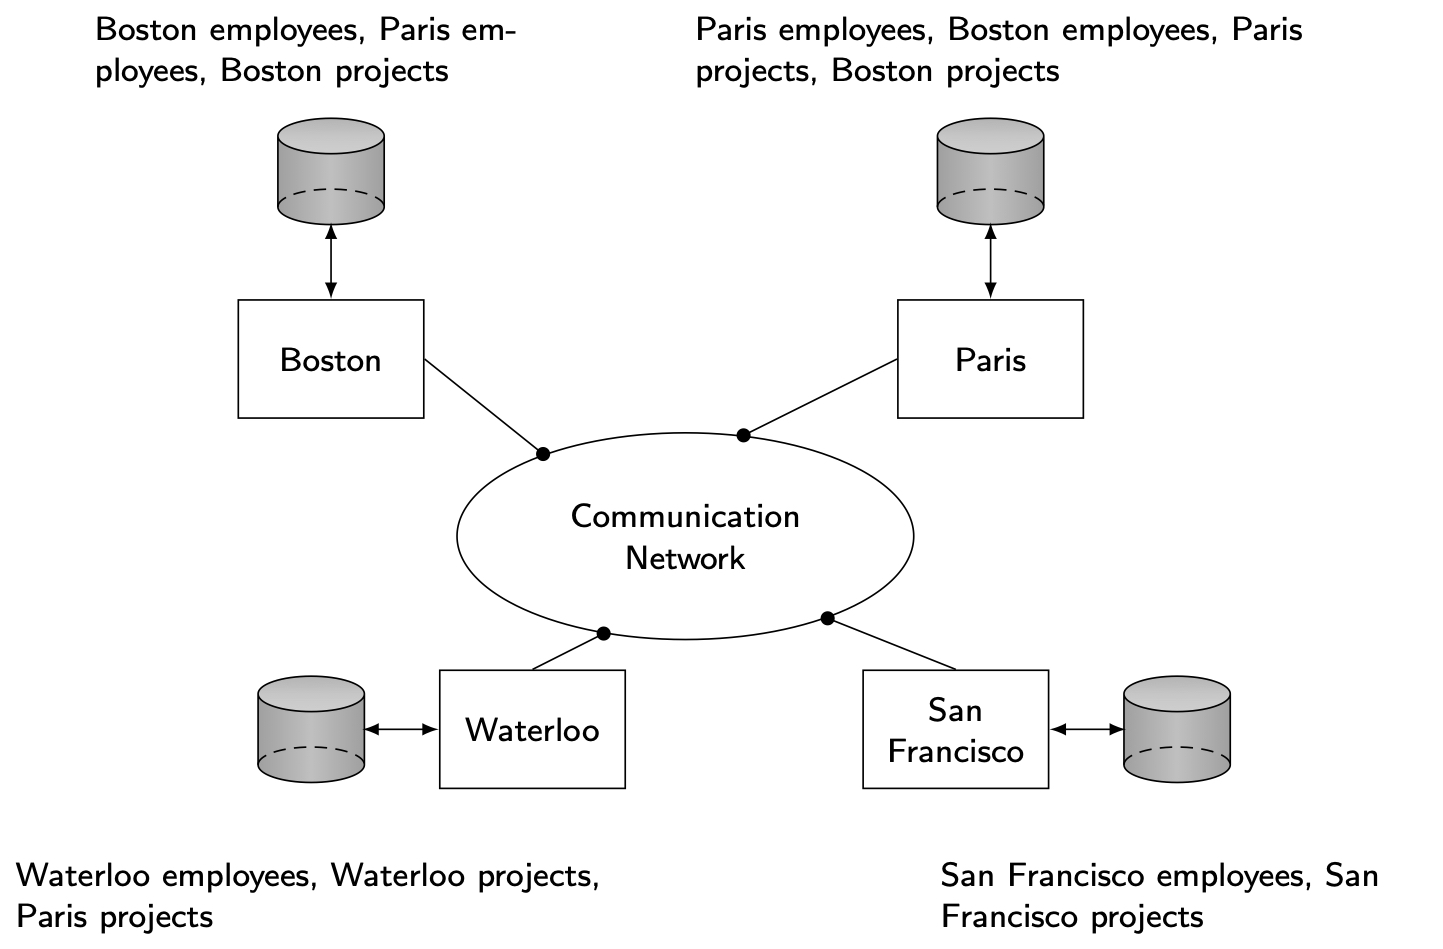 Boston employees, Paris em-
ployees, Boston projects
Paris employees, Boston employees, Paris
projects, Boston projects
Boston
Paris
Communication
Network
Waterloo
San
Francisco
Waterloo employees, Waterloo projects,
Paris projects
San Francisco employees, San
Francisco projects